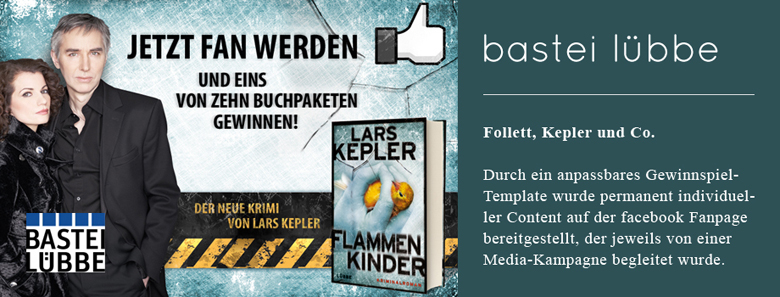 JETZT FAN WERDEN
UND EINS
VON ZEHN BUCHPAKETEN
GEWINNEN!
LARS
KEPLER
FLAMMEN
KINDER
KRIMINALROMAN
DER NEUE KRIMI
VON LARS KEPLER
BASTEI
LÜBBE
bastei lübbe
Follett, Kepler und Co.
Durch ein anpassbares Gewinnspiel-
Template wurde permanent individuel-
ler Content auf der facebook Fanpage
bereitgestellt, der jeweils von einer
Media-Kampagne begleitet wurde.